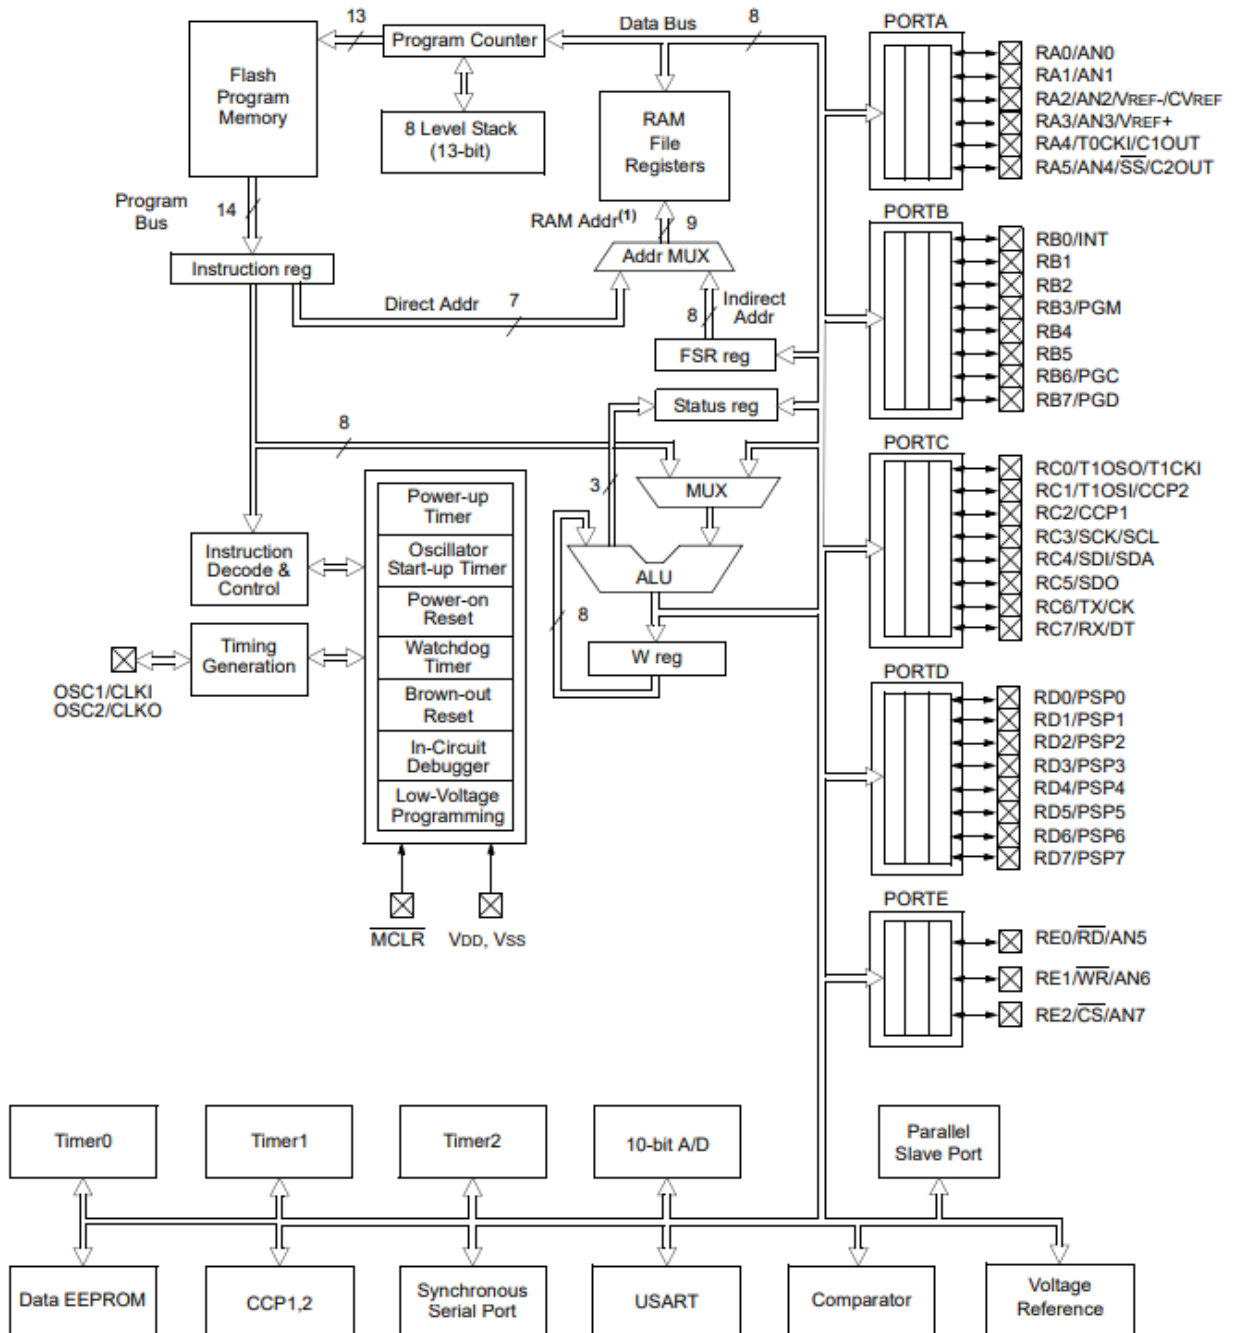 13
Program Counter
Data Bus
8
PORTA
Flash
Program
Memory
8 Level Stack
(13-bit)
RAM
File
Registers
RA0/AN0
RA1/AN1
RA2/AN2/VREF-/CVREF
RA3/AN3/VREF+
RA4/T0CKI/C1OUT
RA5/AN4/SS/C2OUT
Program
Bus
14
RAM Addr(1)
9
Addr MUX
PORTB
RB0/INT
RB1
RB2
RB3/PGM
RB4
RB5
RB6/PGC
RB7/PGD
Instruction reg
Direct Addr
7
Indirect
Addr
8
FSR reg
Status reg
8
3
MUX
ALU
8
W reg
PORTC
RC0/T1OSO/T1CKI
RC1/T1OSI/CCP2
RC2/CCP1
RC3/SCK/SCL
RC4/SDI/SDA
RC5/SDO
RC6/TX/CK
RC7/RX/DT
Instruction
Decode &
Control
Timing
Generation
OSC1/CLKI
OSC2/CLKO
Power-up
Timer
Oscillator
Start-up Timer
Power-on
Reset
Watchdog
Timer
Brown-out
Reset
In-Circuit
Debugger
Low-Voltage
Programming
MCLR
VDD, VSS
PORTD
RD0/PSP0
RD1/PSP1
RD2/PSP2
RD3/PSP3
RD4/PSP4
RD5/PSP5
RD6/PSP6
RD7/PSP7
PORTE
RE0/RD/AN5
RE1/WR/AN6
RE2/CS/AN7
Timer0
Timer1
Timer2
10-bit A/D
Parallel
Slave Port
Data EEPROM
CCP1,2
Synchronous
Serial Port
USART
Comparator
Voltage
Reference